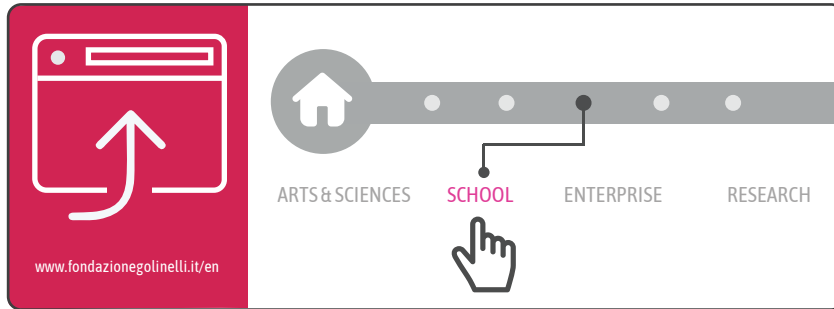 www.fondazionegolinelli.it/en
ARTS & SCIENCES SCHOOL ENTERPRISE RESEARCH